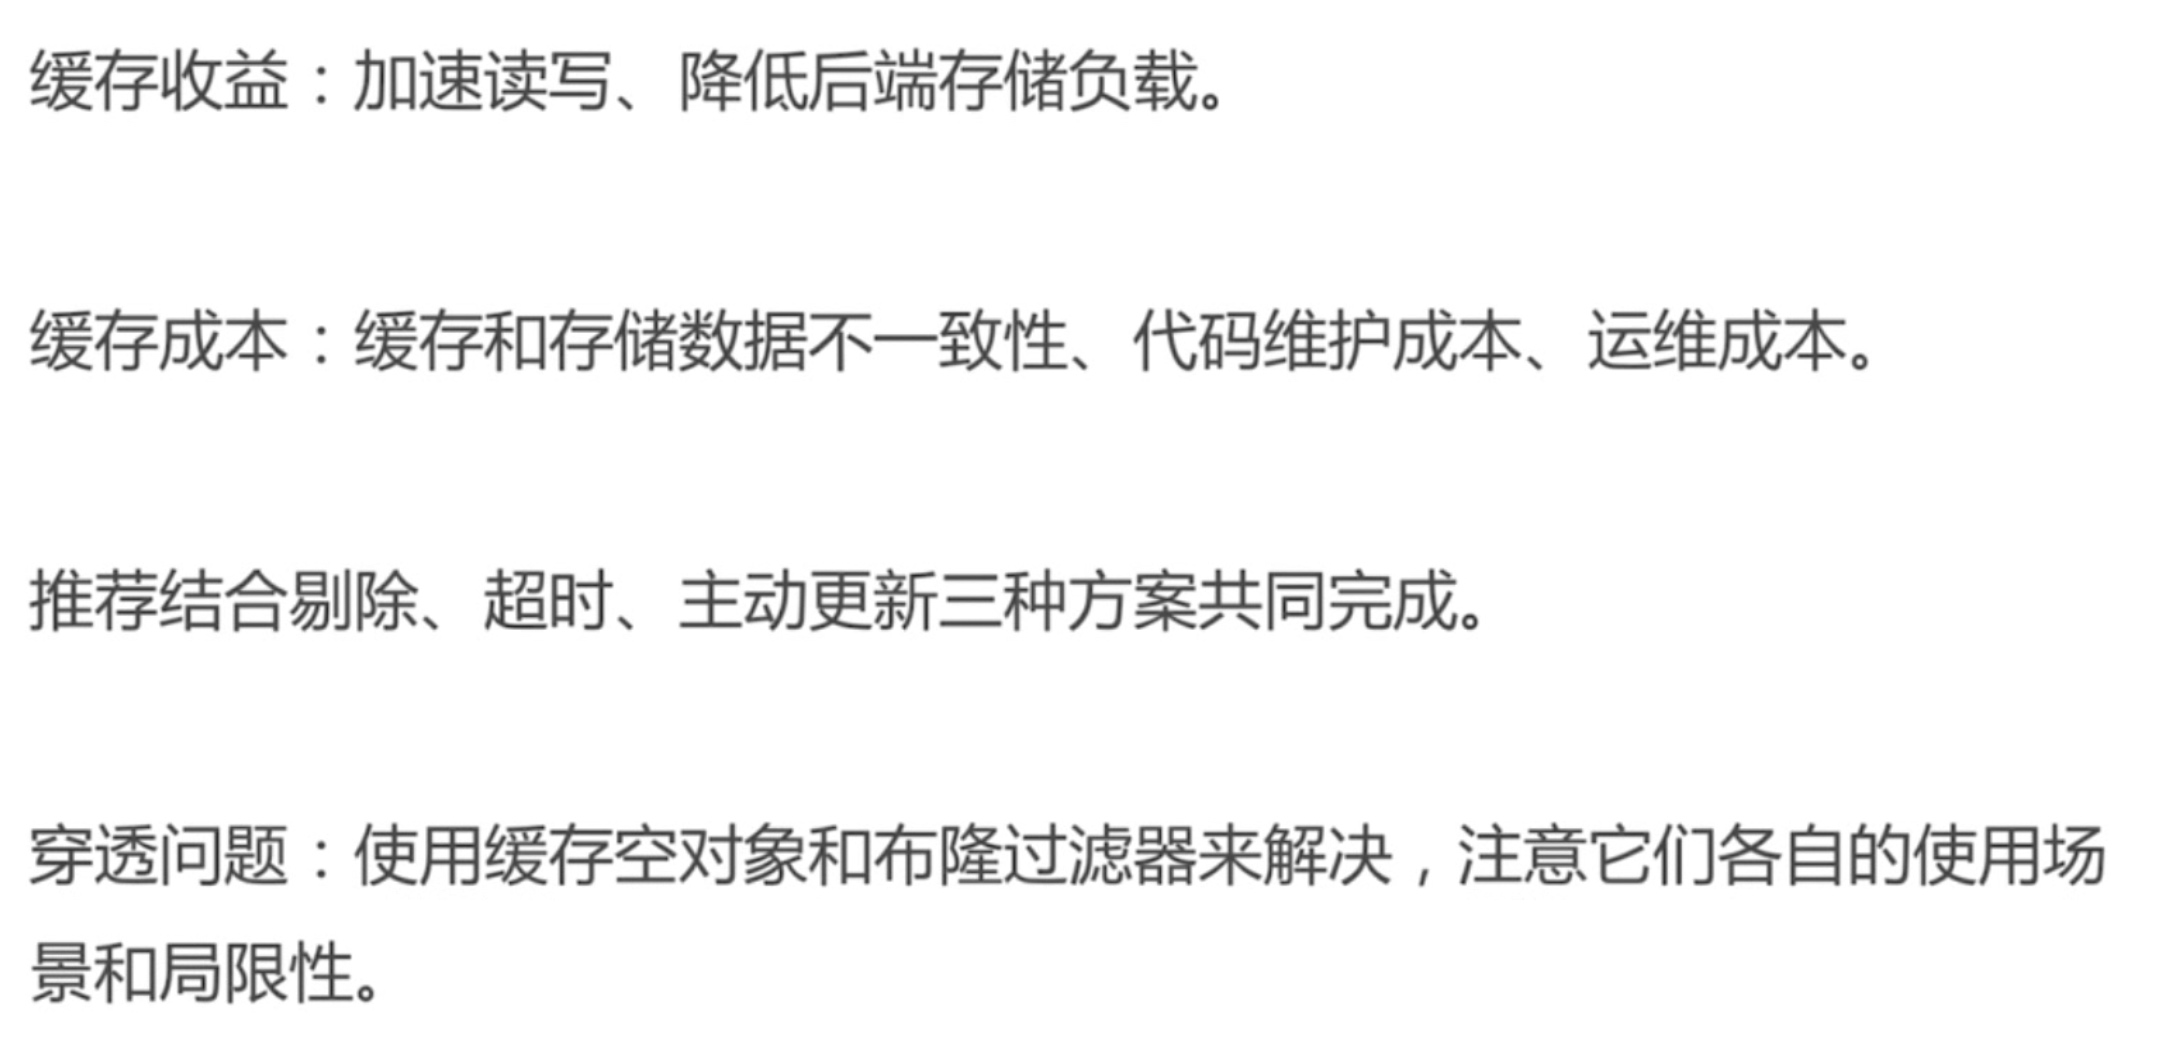 缓存收益：加速读写、降低后端存储负载。
缓存成本：缓存和存储数据不一致性、代码维护成本、运维成本。
推荐结合剔除、超时、主动更新三种方案共同完成。
穿透问题：使用缓存空对象和布隆过滤器来解决，注意它们各自的使用场
景和局限性。